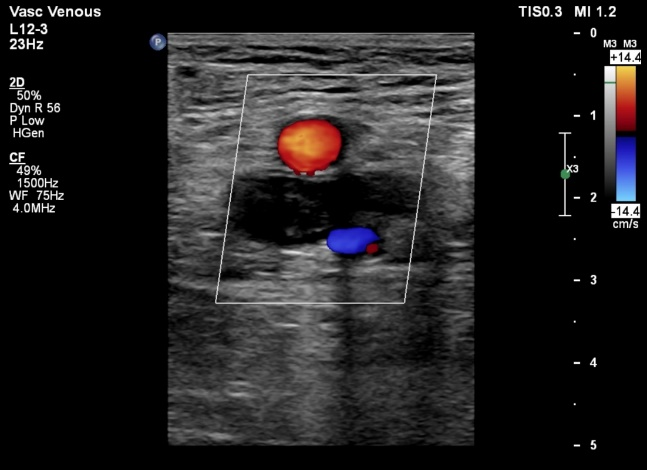 Vasc Venous
L12-3
23Hz
TIS0.3 MI 1.2
P
2D
50%
Dyn R 56
P Low
HGen
CF
49%
1500Hz
WF 75Hz
4.0MHz
M3 M3
+14.4
-14.4
cm/s
X3
0
1
2
3
4
5